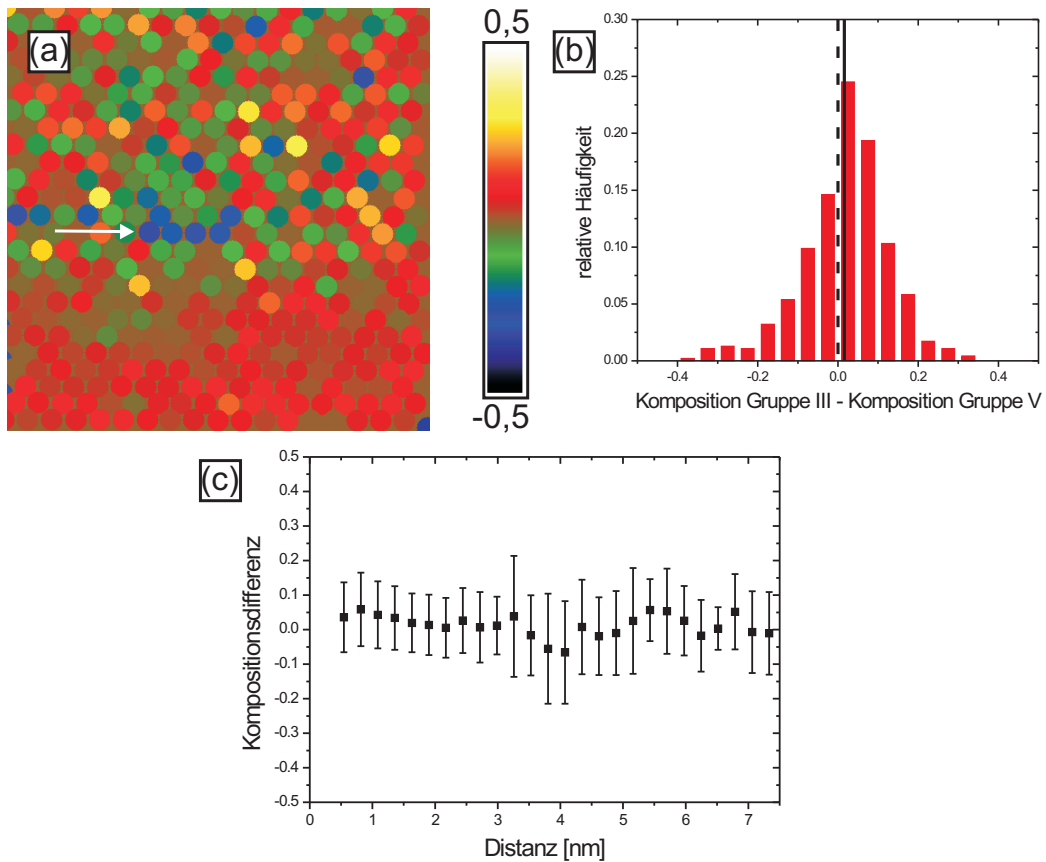 (a)
0,5
-0,5
(b)
0.30
0.25
0.20
0.15
0.10
0.05
0.00
relative Häufigkeit
-0.4 -0.2 0.0 0.2 0.4
Komposition Gruppe III - Komposition Gruppe V
(c)
0.5
0.4
0.3
0.2
0.1
0.0
-0.1
-0.2
-0.3
-0.4
-0.5
Kompositionsdifferenz
0 1 2 3 4 5 6 7
Distanz [nm]